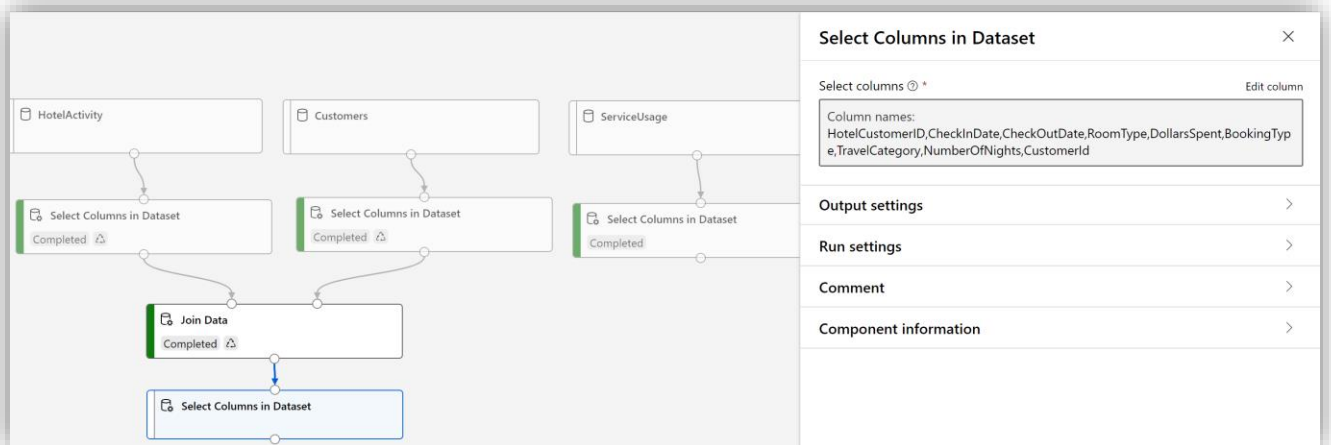 HotelActivity
Customers
ServiceUsage
Select Columns in Dataset
Completed
Select Columns in Dataset
Completed
Select Columns in Dataset
Completed
Join Data
Completed
Select Columns in Dataset
Select Columns in Dataset
Select columns *
Edit column
Column names:
HotelCustomerID,CheckInDate,CheckOutDate,RoomType,DollarsSpent,BookingTyp
e,TravelCategory,NumberOfNights,CustomerId
Output settings
Run settings
Comment
Component information